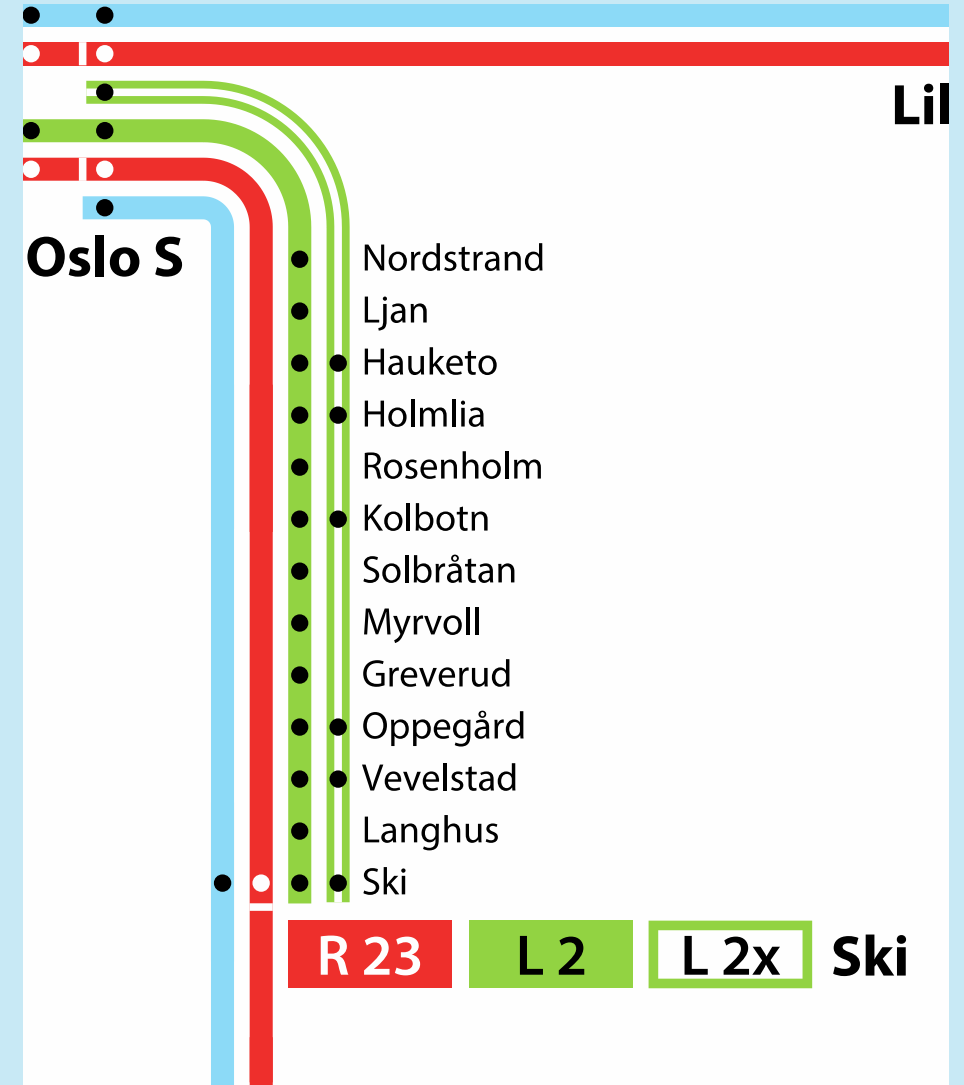 Lil
Oslo S
Nordstrand
Ljan
Hauketo
Holmlia
Rosenholm
Kolbotn
Solbråtan
Myrvoll
Greverud
Oppegård
Vevelstad
Langhus
Ski
R 23 L 2 L 2x Ski